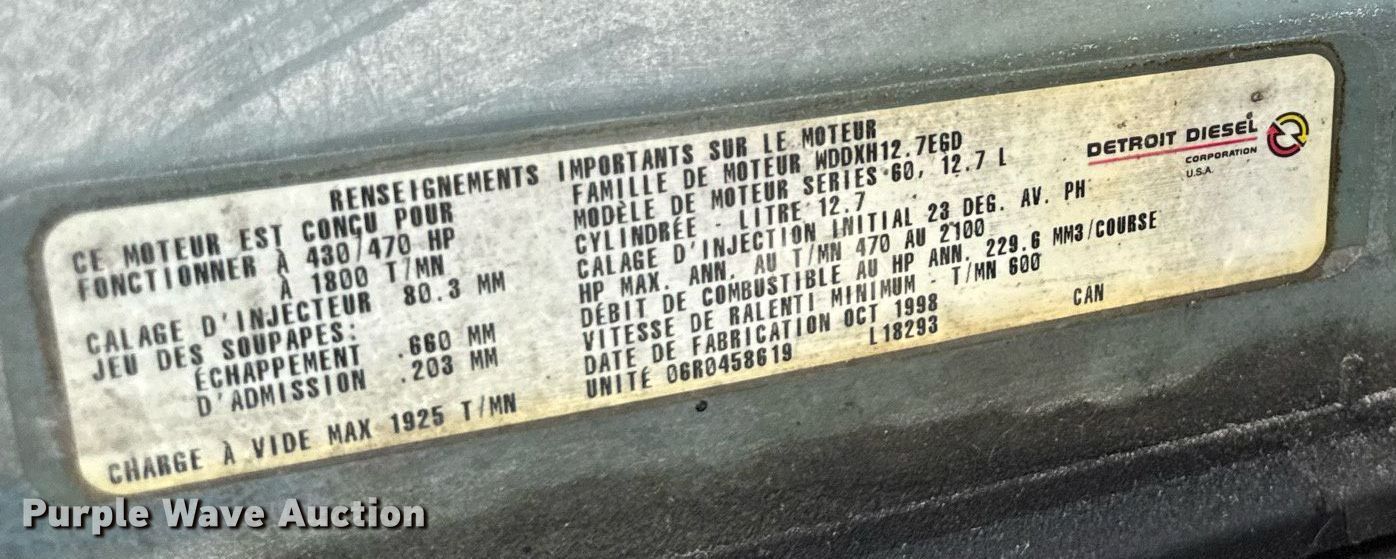 RENSEIGNEMENTS IMPORTANTS SUR LE MOTEUR
CE MOTEUR EST CONÇU POUR
FONCTIONNER À 430/470 HP
À 1800 T/MN
CALAGE D'INJECTEUR 80.3 MM
JEU DES SOUPAPES:
ÉCHAPPEMENT .660 MM
D'ADMISSION .203 MM
CHARGE À VIDE MAX 1925 T/MN
FAMILLE DE MOTEUR WDDXH12.7EGD
MODÈLE DE MOTEUR SERIES 60, 12.7 L
CYLINDRÉE - LITRE 12.7
CALAGE D'INJECTION INITIAL 23 DEG. AV. PH
HP MAX. ANN. AU T/MN 470 AU 2100
DÉBIT DE COMBUSTIBLE AU HP ANN. 229.6 MM3/COURSE
VITESSE DE RALENTI MINIMUM - T/MN 600
DATE DE FABRICATION OCT 1998
UNITÉ 06R0458619 L18293 CAN
DETROIT DIESEL
CORPORATION
U.S.A.
Purple Wave Auction